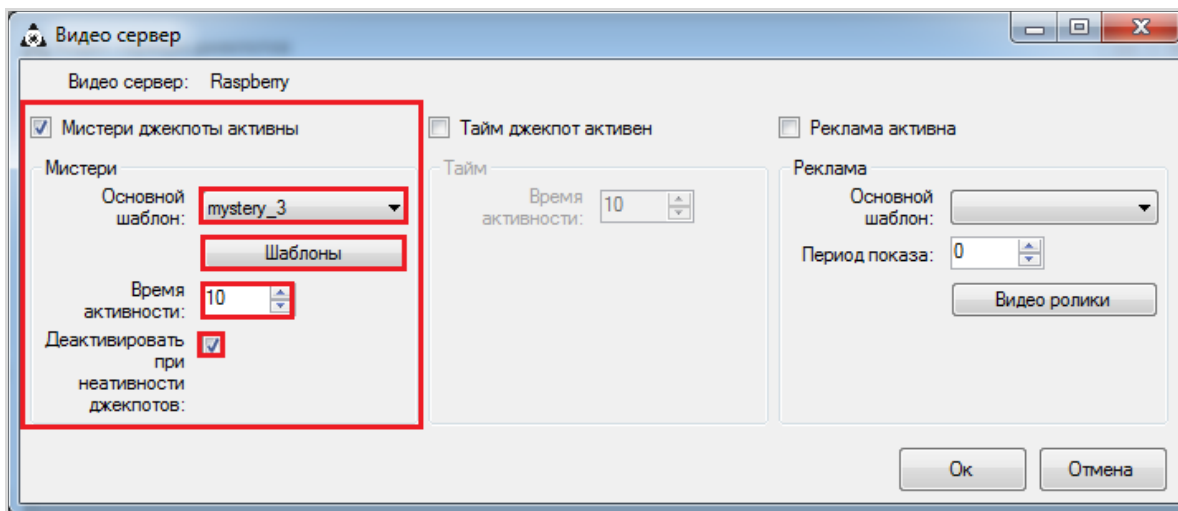 Видео сервер
Видео сервер: Raspberry
Мистери джекпоты активны
Мистери
Основной
шаблон:
mystery_3
Шаблоны
Время
активности:
10
Деактивировать
при
неативности
джекпотов:
Тайм джекпот активен
Тайм
Время
активности:
10
Реклама активна
Реклама
Основной
шаблон:
Период показа: 0
Видео ролики
Ок
Отмена